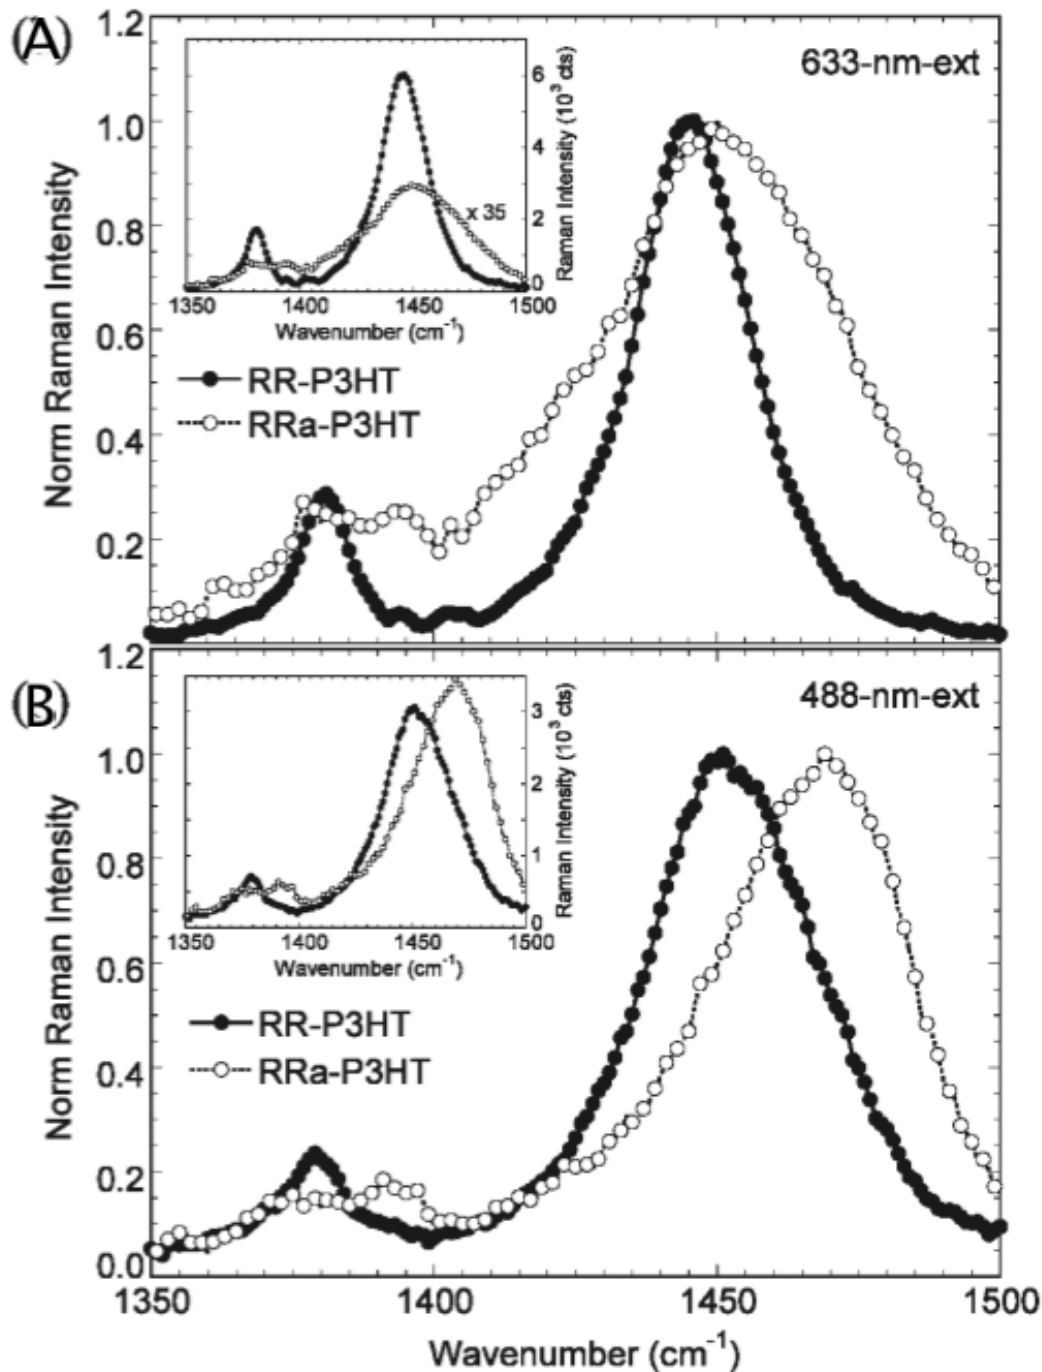 (A)
1.2
1.0
0.8
0.6
0.4
0.2
Norm Raman Intensity
633-nm-ext
6
4
2
0
Raman Intensity (10³ cts)
x 35
1350 1400 1450 1500
Wavenumber (cm⁻¹)
RR-P3HT
RRa-P3HT
(B)
1.2
1.0
0.8
0.6
0.4
0.2
0.0
Norm Raman Intensity
488-nm-ext
3
2
1
0
Raman Intensity (10³ cts)
1350 1400 1450 1500
Wavenumber (cm⁻¹)
RR-P3HT
RRa-P3HT
1350 1400 1450 1500
Wavenumber (cm⁻¹)